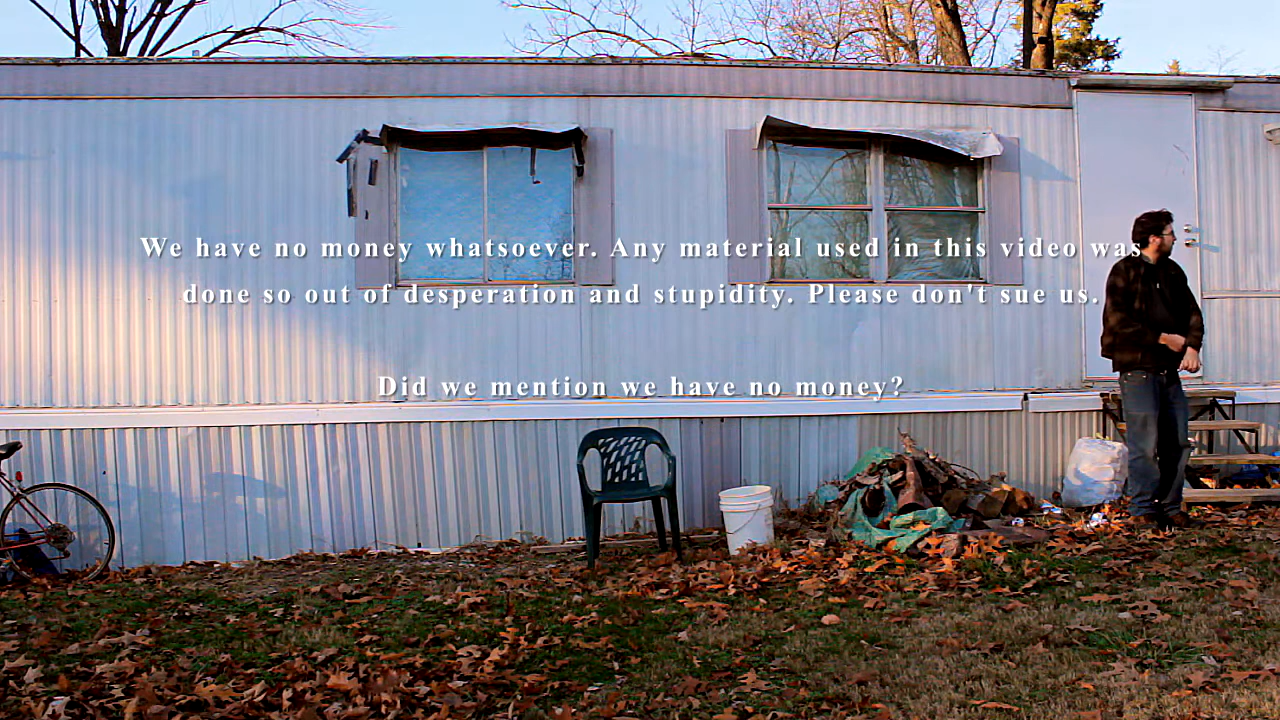 We have no money whatsoever. Any material used in this video was
done so out of desperation and stupidity. Please don't sue us.
Did we mention we have no money?